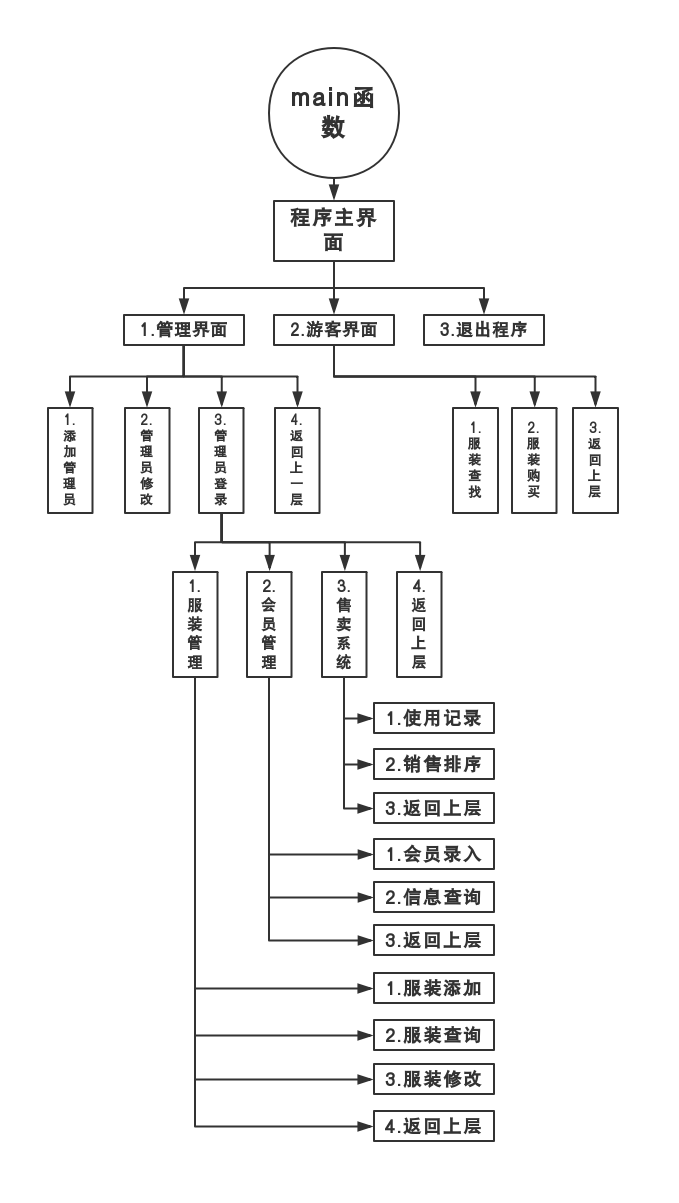 main函
数
程序主界
面
1.管理界面
2.游客界面
3.退出程序
1.
添
加
管
理
员
2.
管
理
员
修
改
3.
管
理
员
登
录
4.
返
回
上
一
层
1.
服
装
查
找
2.
服
装
购
买
3.
返
回
上
层
1.
服
装
管
理
2.
会
员
管
理
3.
售
卖
系
统
4.
返
回
上
层
1.使用记录
2.销售排序
3.返回上层
1.会员录入
2.信息查询
3.返回上层
1.服装添加
2.服装查询
3.服装修改
4.返回上层